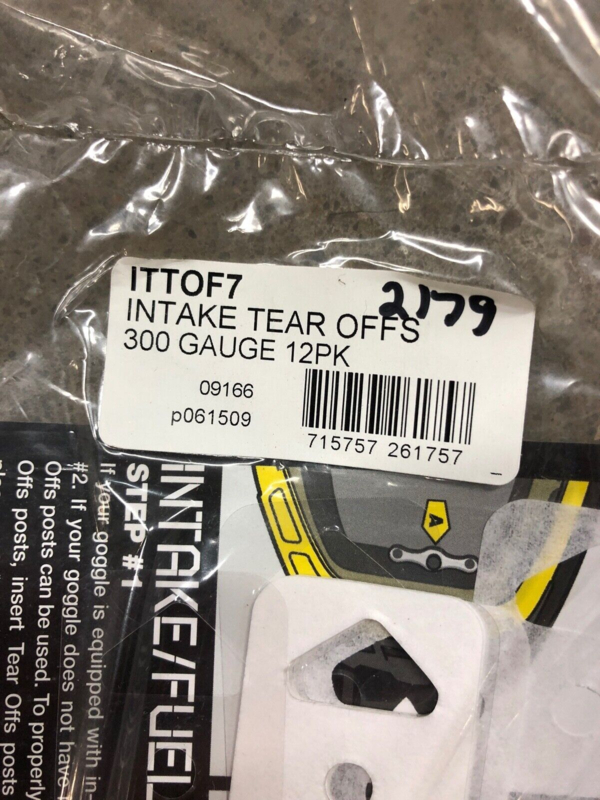 ITTOF7
2179
INTAKE TEAR OFFS
300 GAUGE 12PK
09166
p061509
715757 261757
A
INTAKE/FUEL
STEP #1
If your goggle is equipped with in-
#2. If your goggle does not have
Offs posts can be used. To properly
Offs posts, insert Tear Offs posts